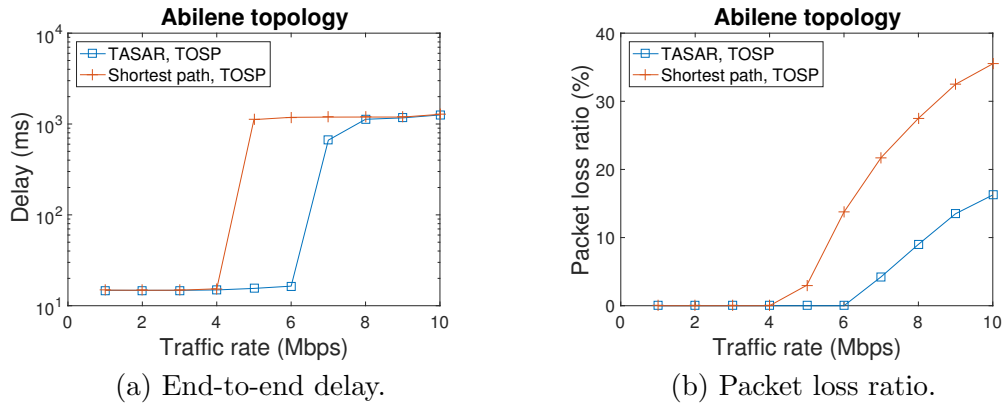 Abilene topology
TASAR, TOSP
Shortest path, TOSP
10^4
10^3
10^2
10^1
Delay (ms)
0 2 4 6 8 10
Traffic rate (Mbps)
(a) End-to-end delay.
Abilene topology
TASAR, TOSP
Shortest path, TOSP
40
30
20
10
0
Packet loss ratio (%)
0 2 4 6 8 10
Traffic rate (Mbps)
(b) Packet loss ratio.